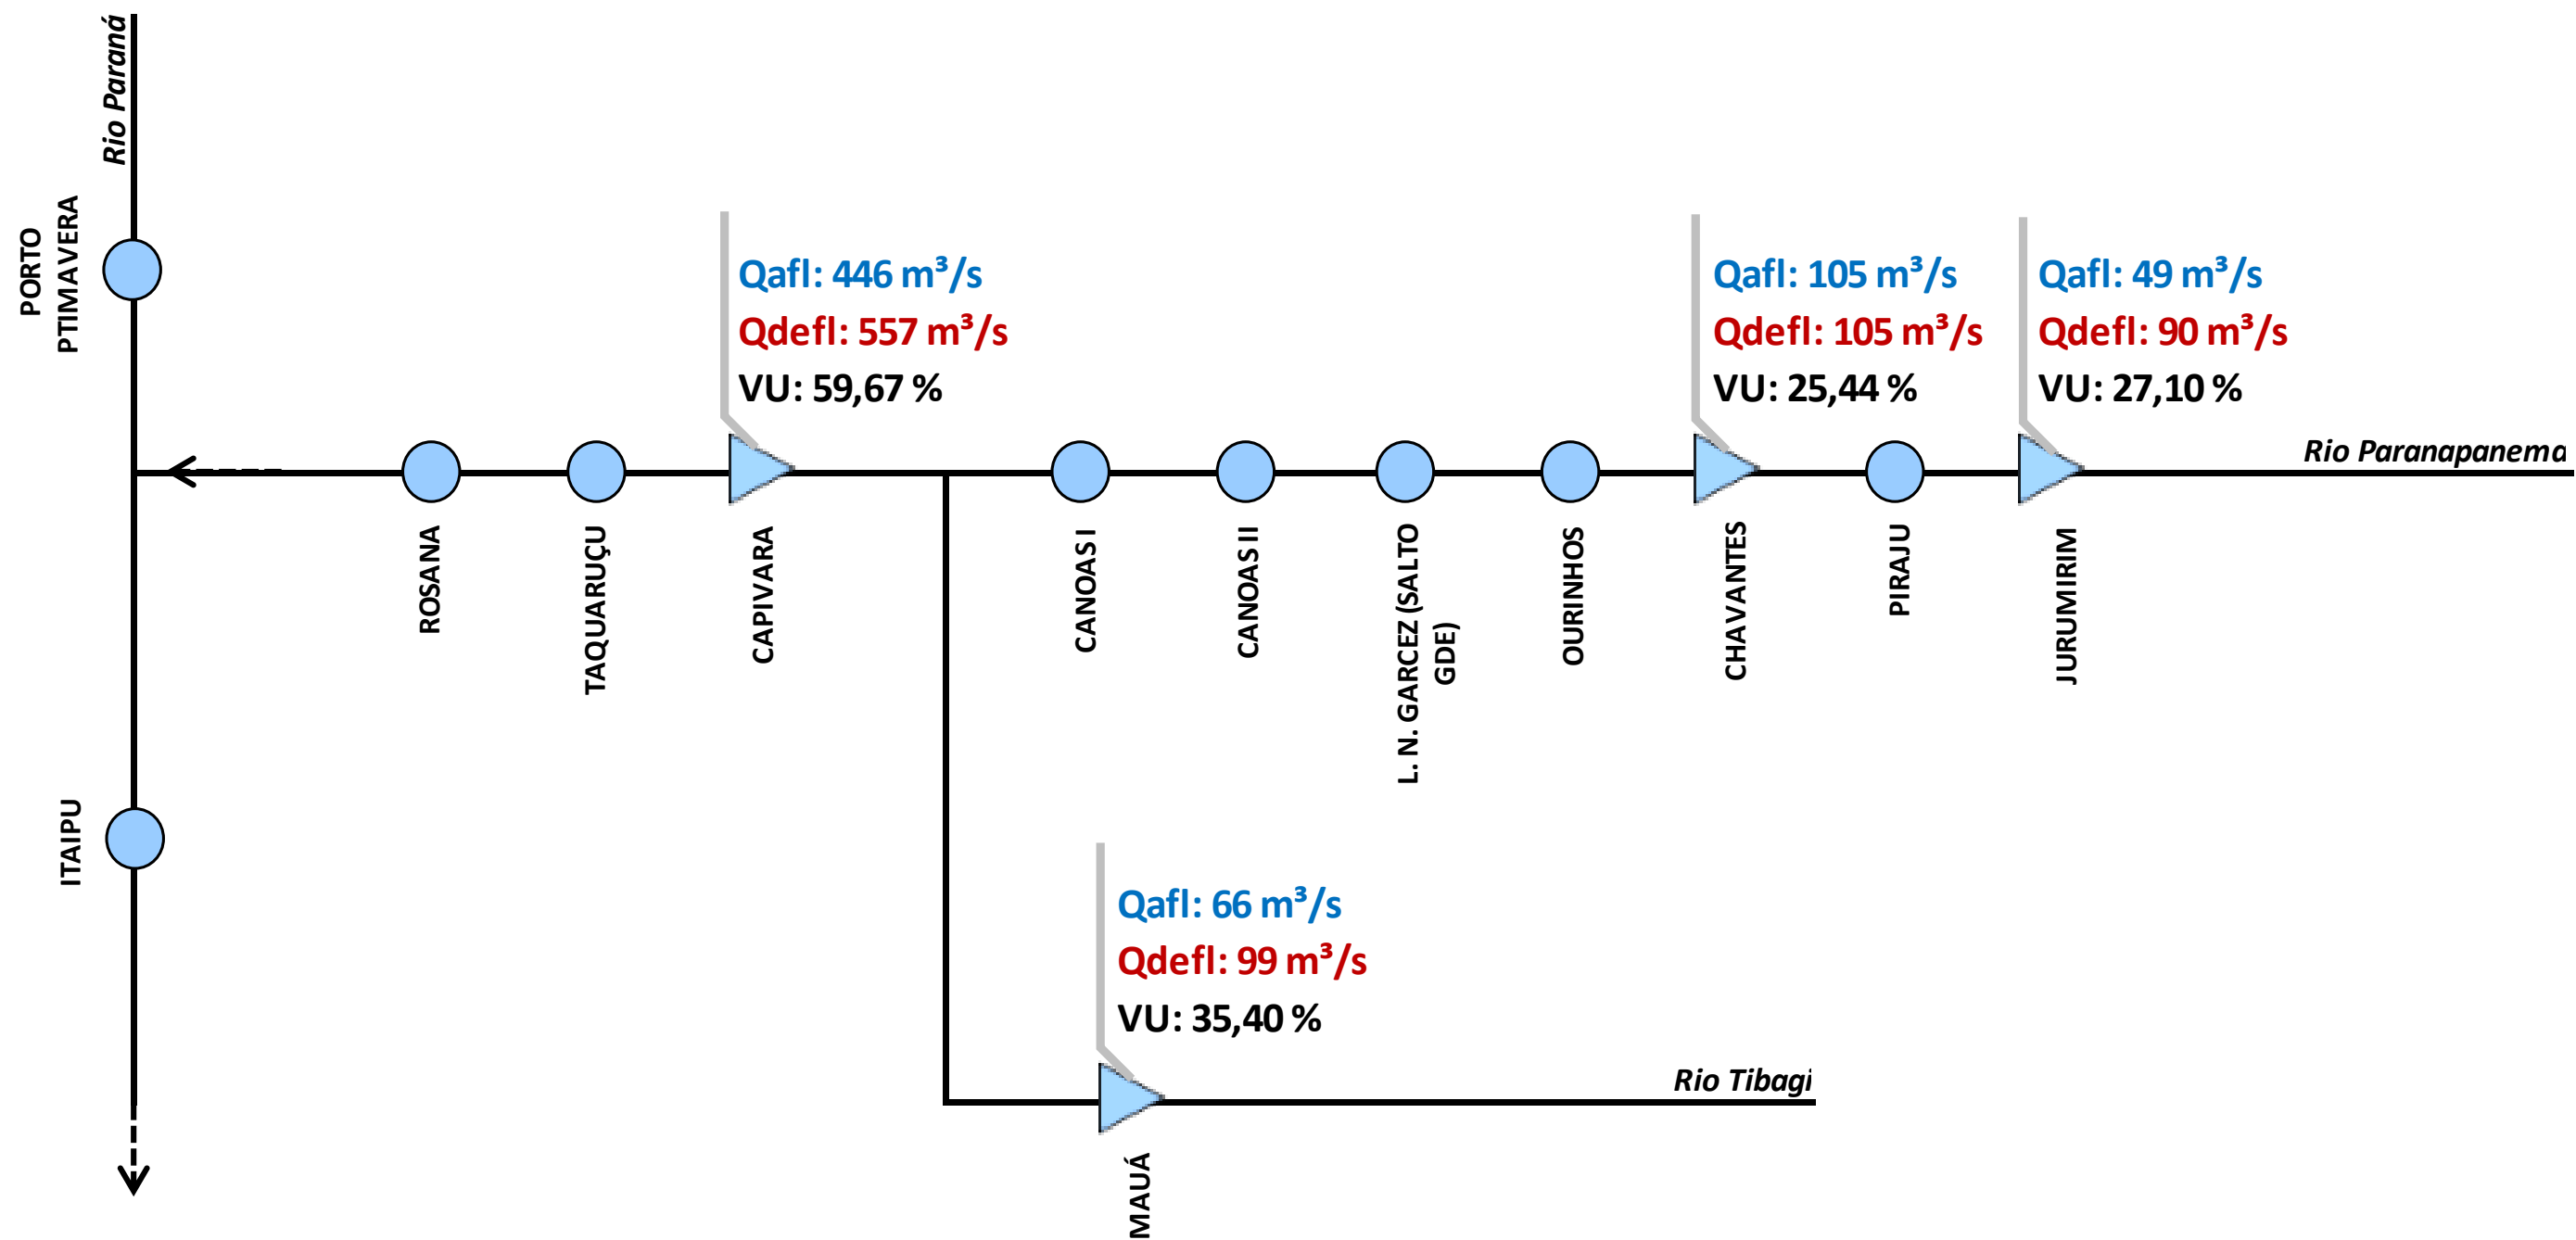 Rio Paraná
PORTO
PTIMAVERA
Qafl: 446 m³/s
Qdefl: 557 m³/s
VU: 59,67 %
Qafl: 105 m³/s
Qdefl: 105 m³/s
VU: 25,44 %
Qafl: 49 m³/s
Qdefl: 90 m³/s
VU: 27,10 %
Rio Paranapanema
ROSANA
TAQUARUÇU
CAPIVARA
CANOAS I
CANOAS II
L. N. GARCEZ (SALTO
GDE)
OURINHOS
CHAVANTES
PIRAJU
JURUMIRIM
ITAIPU
Qafl: 66 m³/s
Qdefl: 99 m³/s
VU: 35,40 %
Rio Tibagi
MAUÁ